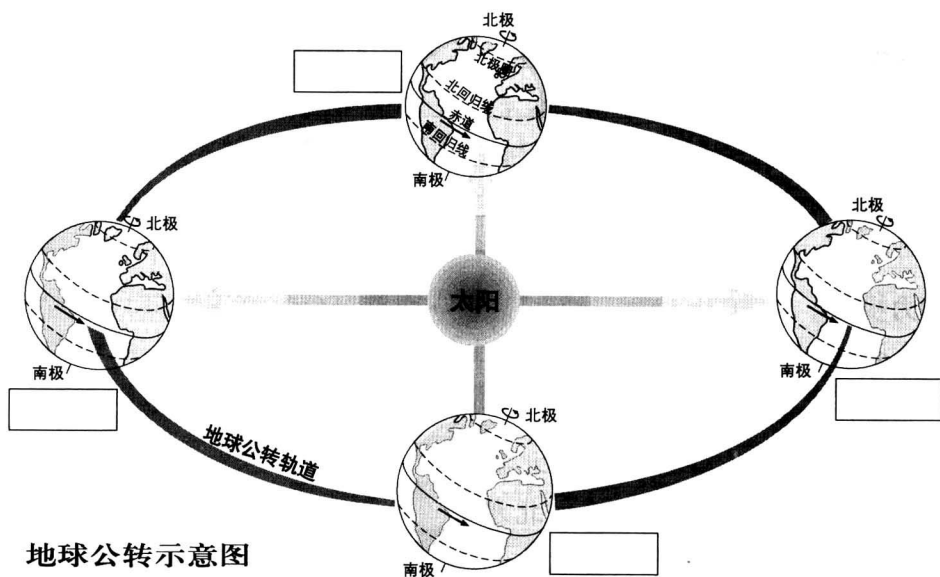 北极
北极圈
北回归线
赤道
南回归线
南极
北极
南极
北极
南极
太阳
北极
南极
地球公转轨道
地球公转示意图